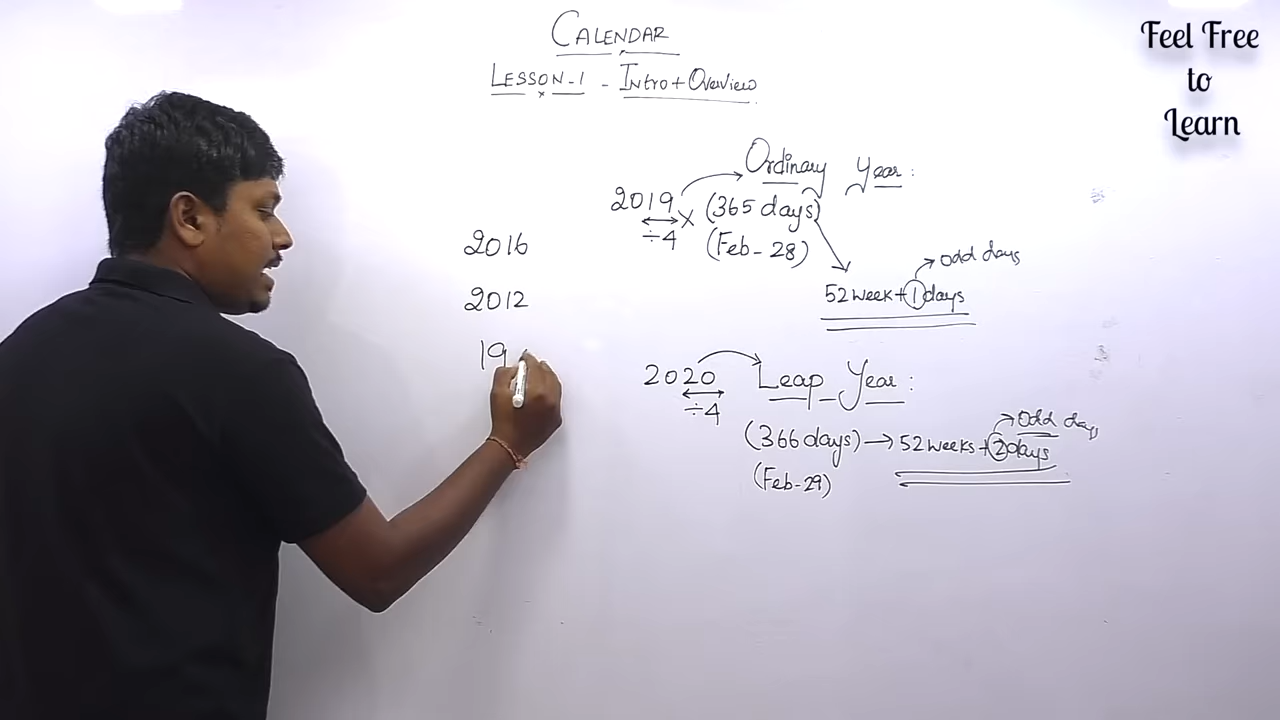 CALENDAR
LESSON-1 - Intro + Overview
Feel Free
to
Learn
Ordinary Year:
2019 × (365 days)
÷4
(Feb-28)
odd days
52 week + 1 days
2016
2012
19
2020 Leap Year:
÷4
(366 days) → 52 weeks + 2 days
odd days
(Feb-29)